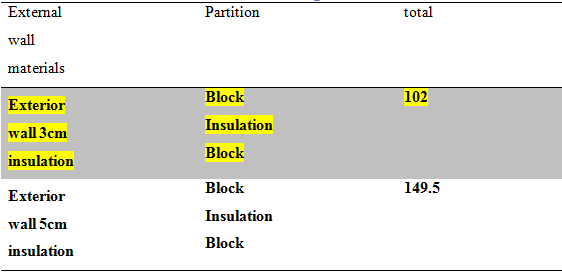 External Partition total
wall
materials
Exterior Block 102
wall 3cm Insulation
insulation Block
Exterior Block 149.5
wall 5cm Insulation
insulation Block